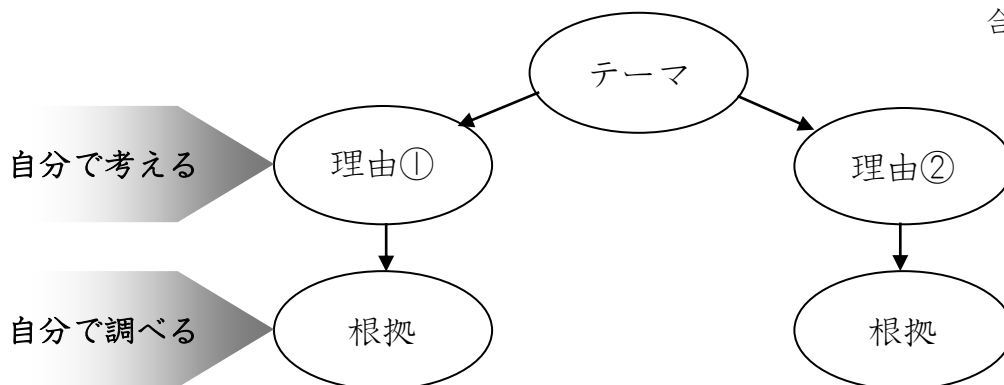 テーマ
自分で考える
理由①
理由②
自分で調べる
根拠
根拠